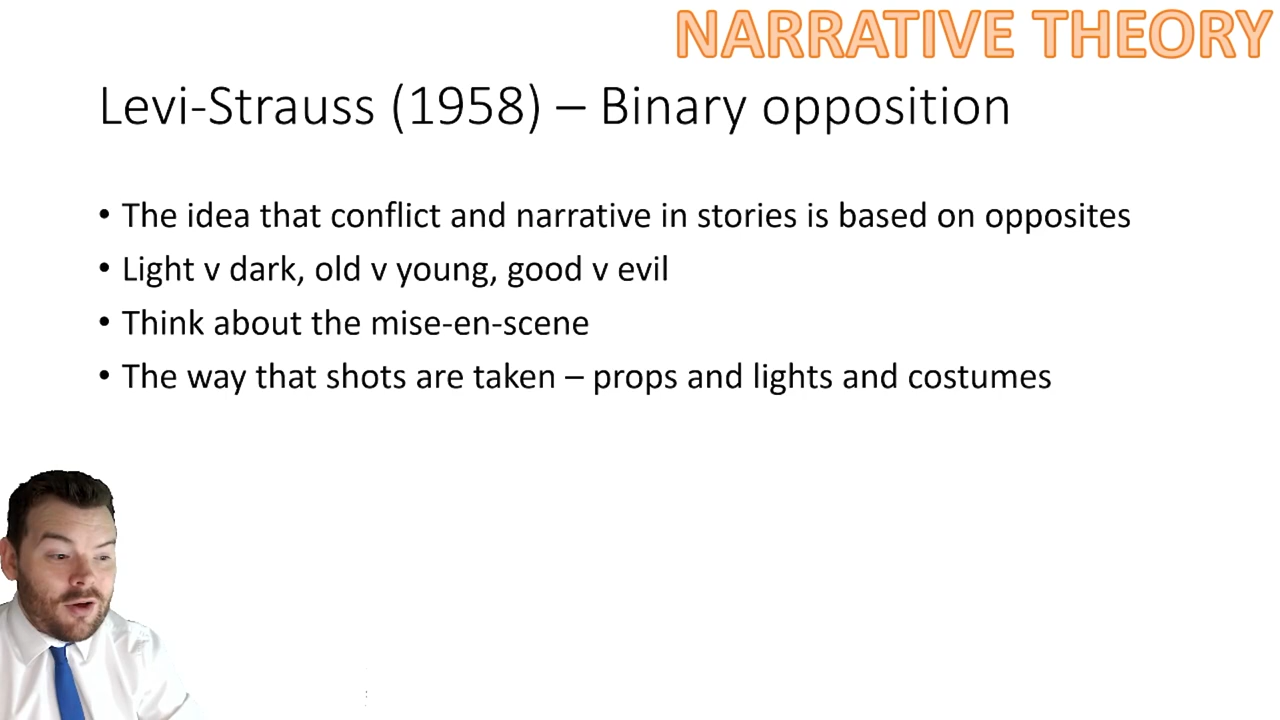 NARRATIVE THEORY
Levi-Strauss (1958) – Binary opposition
• The idea that conflict and narrative in stories is based on opposites
• Light v dark, old v young, good v evil
• Think about the mise-en-scene
• The way that shots are taken – props and lights and costumes